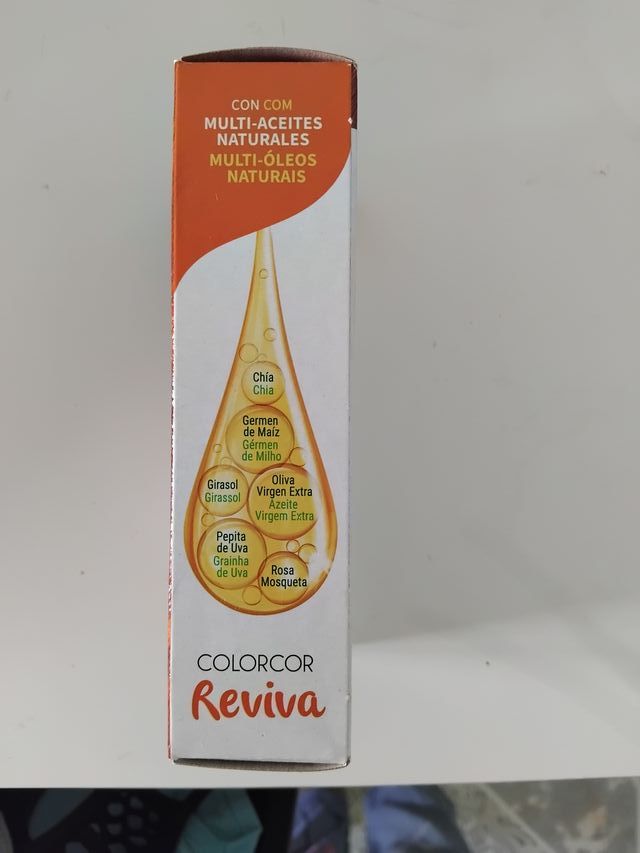 CON COM
MULTI-ACEITES
NATURALES
MULTI-ÓLEOS
NATURAIS
Chía
Chia
Germen
de Maíz
Gérmen
de Milho
Girasol
Girassol
Oliva
Virgen Extra
Azeite
Virgem Extra
Pepita
de Uva
Grainha
de Uva
Rosa
Mosqueta
COLORCOR
Reviva